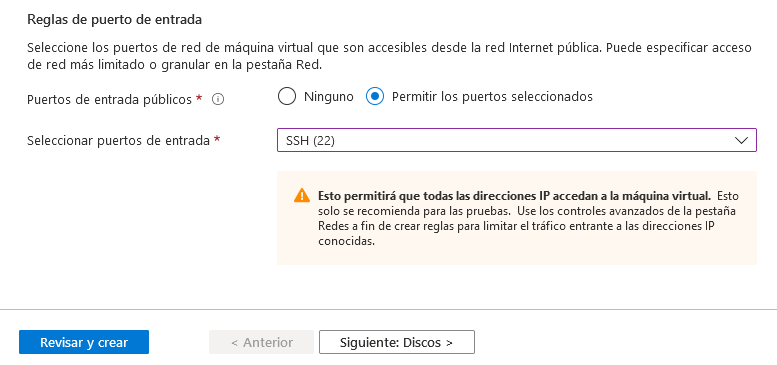 Reglas de puerto de entrada
Seleccione los puertos de red de máquina virtual que son accesibles desde la red Internet pública. Puede especificar acceso
de red más limitado o granular en la pestaña Red.
Puertos de entrada públicos * Ninguno Permitir los puertos seleccionados
Seleccionar puertos de entrada * SSH (22)
Esto permitirá que todas las direcciones IP accedan a la máquina virtual. Esto
solo se recomienda para las pruebas. Use los controles avanzados de la pestaña
Redes a fin de crear reglas para limitar el tráfico entrante a las direcciones IP
conocidas.
Revisar y crear < Anterior Siguiente: Discos >